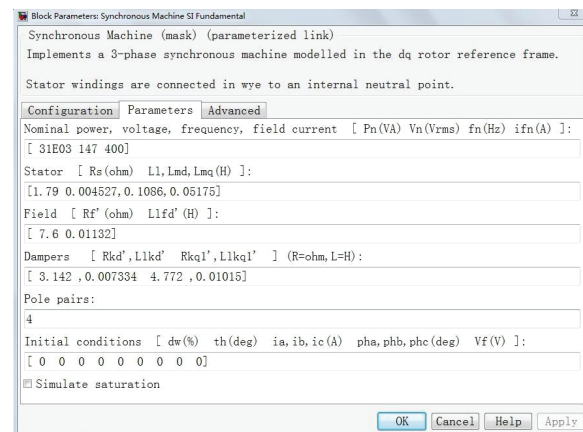 Block Parameters: Synchronous Machine SI Fundamental
Synchronous Machine (mask) (parameterized link)
Implements a 3-phase synchronous machine modelled in the dq rotor reference frame.
Stator windings are connected in wye to an internal neutral point.
Configuration Parameters Advanced
Nominal power, voltage, frequency, field current [ Pn(VA) Vn(Vrms) fn(Hz) ifn(A) ]:
[ 31E03 147 400]
Stator [ Rs(ohm) Ll,Lmd,Lmq(H) ]:
[1.79 0.004527,0.1086,0.05175]
Field [ Rf'(ohm) Llfd'(H) ]:
[ 7.6 0.01132]
Dampers [ Rkd',Llkd' Rkq1',Llkq1' ] (R=ohm,L=H):
[ 3.142 ,0.007334 4.772 ,0.01015]
Pole pairs:
4
Initial conditions [ dw(%) th(deg) ia,ib,ic(A) pha,phb,phc(deg) Vf(V) ]:
[ 0 0 0 0 0 0 0 0 0]
Simulate saturation
OK Cancel Help Apply